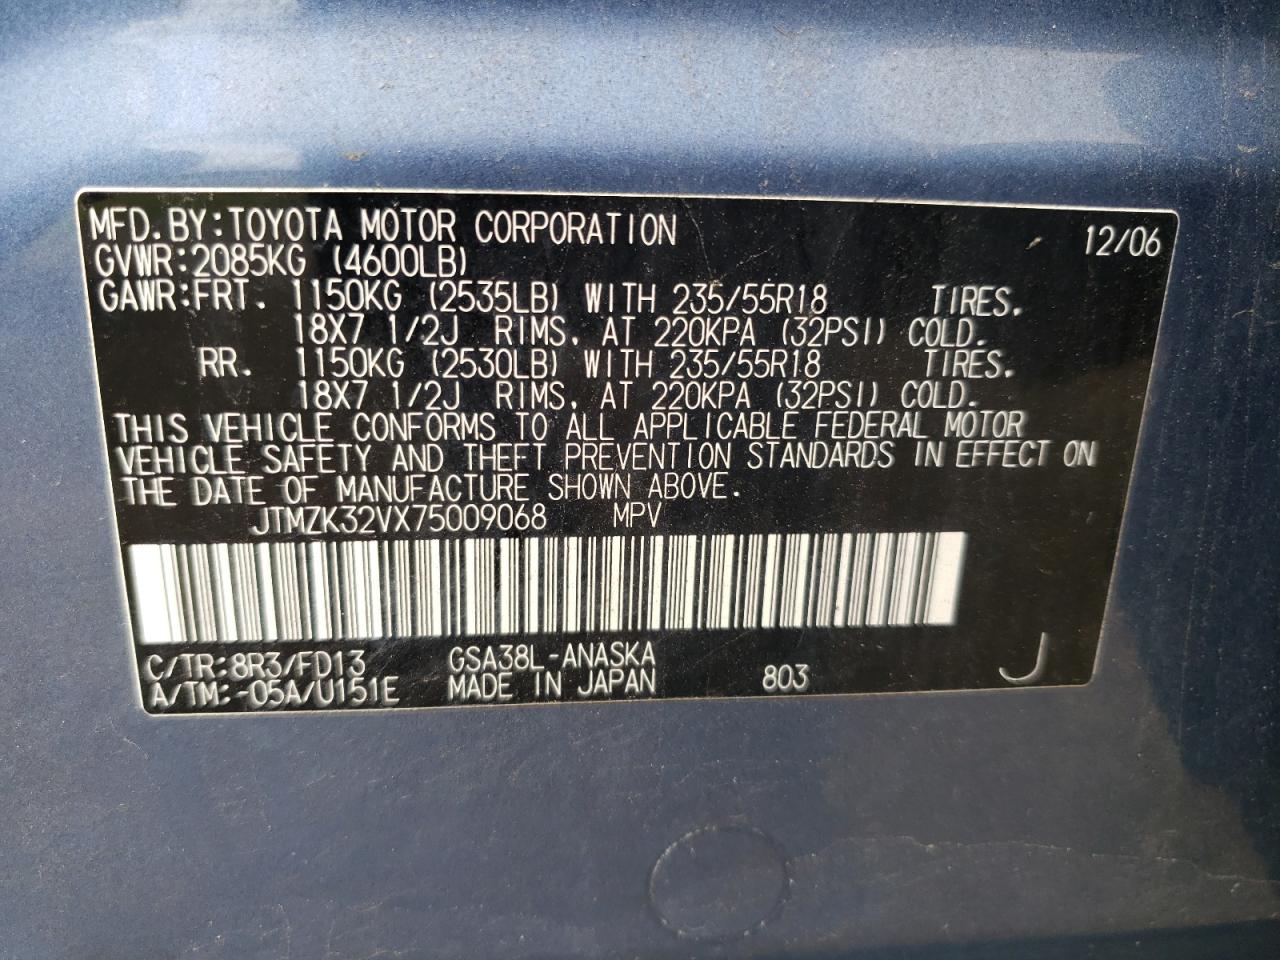 MFD. BY: TOYOTA MOTOR CORPORATION 12/06
GVWR: 2085KG (4600LB)
GAWR: FRT. 1150KG (2535LB) WITH 235/55R18 TIRES.
18X7 1/2J RIMS. AT 220KPA (32PSI) COLD.
RR. 1150KG (2530LB) WITH 235/55R18 TIRES.
18X7 1/2J RIMS. AT 220KPA (32PSI) COLD.
THIS VEHICLE CONFORMS TO ALL APPLICABLE FEDERAL MOTOR
VEHICLE SAFETY AND THEFT PREVENTION STANDARDS IN EFFECT ON
THE DATE OF MANUFACTURE SHOWN ABOVE.
JTMZK32VX75009068 MPV
C/TR: 8R3/FD13 GSA38L-ANASKA
A/TM: -05A/U151E MADE IN JAPAN 803 J